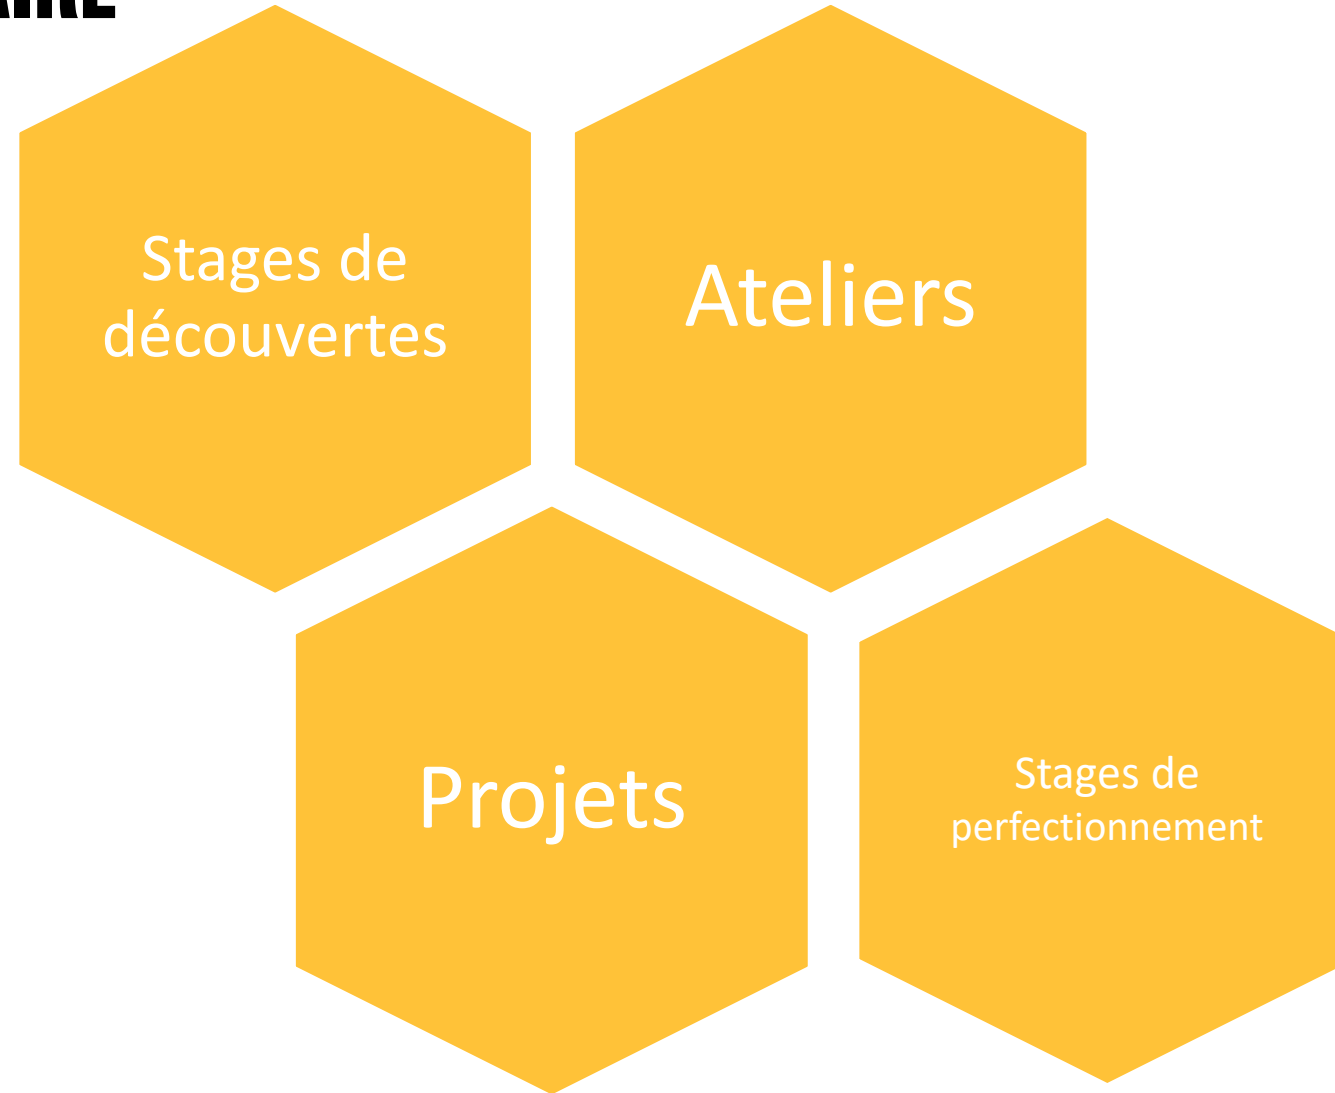 Stages de
découvertes
Ateliers
Projets
Stages de
perfectionnement